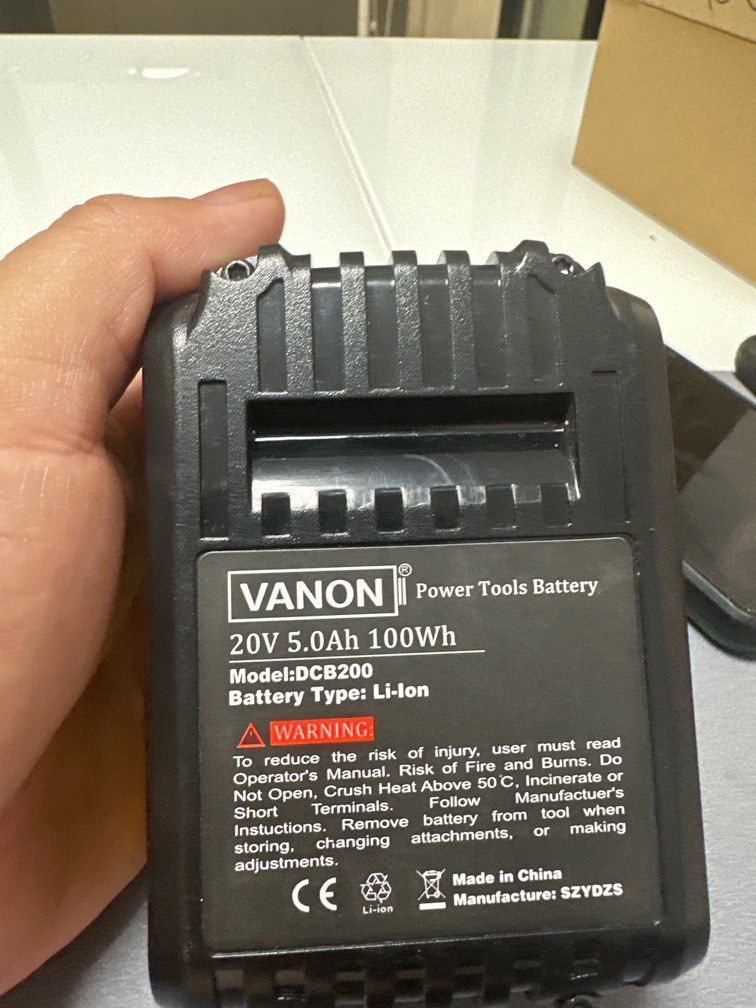 VANON® Power Tools Battery
20V 5.0Ah 100Wh
Model:DCB200
Battery Type: Li-Ion
WARNING:
To reduce the risk of injury, user must read
Operator's Manual. Risk of Fire and Burns. Do
Not Open, Crush Heat Above 50℃, Incinerate or
Short Terminals. Follow Manufactuer's
Instuctions. Remove battery from tool when
storing, changing attachments, or making
adjustments.
CE
Li-ion
Made in China
Manufacture: SZYDZS